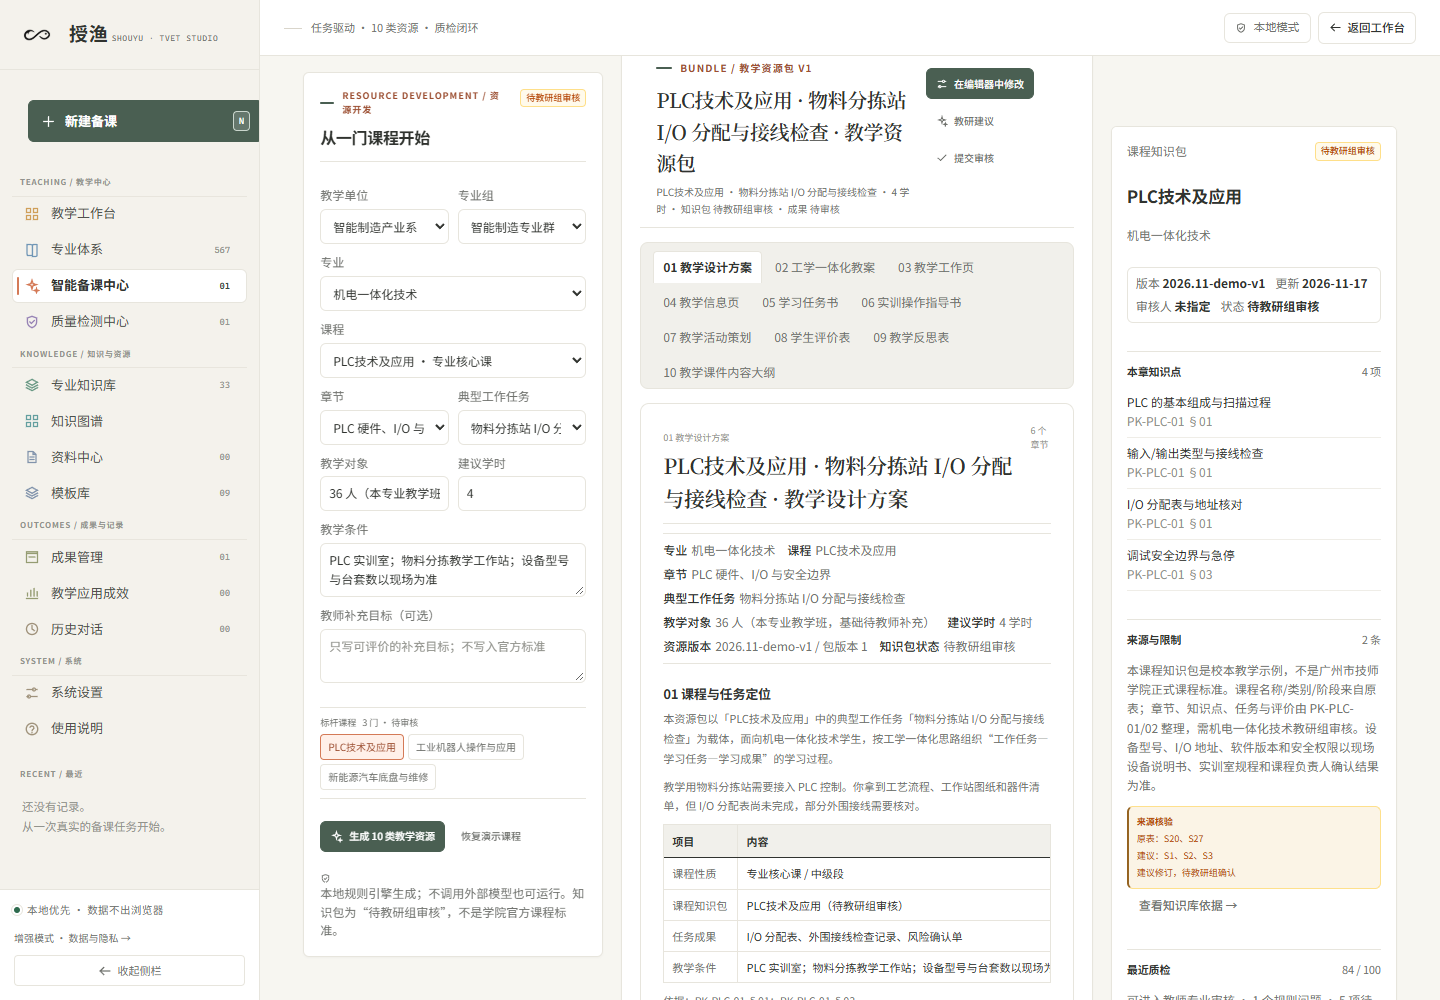 授渔 SHOUYU · TVET STUDIO
新建备课 N
TEACHING / 教学中心
教学工作台
专业体系 567
智能备课中心 01
质量检测中心 01
KNOWLEDGE / 知识与资源
专业知识库 33
知识图谱
资料中心 00
模板库 09
OUTCOMES / 成果与记录
成果管理 01
教学应用成效 00
历史对话 00
SYSTEM / 系统
系统设置
使用说明
RECENT / 最近
还没有记录。
从一次真实的备课任务开始。
本地优先 · 数据不出浏览器
增强模式 · 数据与隐私 →
← 收起侧栏
任务驱动 · 10 类资源 · 质检闭环
本地模式
← 返回工作台
RESOURCE DEVELOPMENT / 资
源开发
待教研组审核
从一门课程开始
教学单位 专业组
智能制造产业系 智能制造专业群
专业
机电一体化技术
课程
PLC技术及应用 · 专业核心课
章节 典型工作任务
PLC 硬件、I/O 与 物料分拣站 I/O 分
教学对象 建议学时
36 人（本专业教学班 4
教学条件
PLC 实训室；物料分拣教学工作站；设备型号
与台套数以现场为准
教师补充目标（可选）
只写可评价的补充目标；不写入官方标准
标杆课程 3 门 · 待审核
PLC技术及应用 工业机器人操作与应用
新能源汽车底盘与维修
生成 10 类教学资源 恢复演示课程
本地规则引擎生成；不调用外部模型也可运行。知
识包为“待教研组审核”，不是学院官方课程标
准。
BUNDLE / 教学资源包 V1
PLC技术及应用 · 物料分拣站
I/O 分配与接线检查 · 教学资
源包
PLC技术及应用 · 物料分拣站 I/O 分配与接线检查 · 4 学
时 · 知识包 待教研组审核 · 成果 待审核
在编辑器中修改
教研建议
提交审核
01 教学设计方案 02 工学一体化教案 03 教学工作页
04 教学信息页 05 学习任务书 06 实训操作指导书
07 教学活动策划 08 学生评价表 09 教学反思表
10 教学课件内容大纲
01 教学设计方案
6 个
章节
PLC技术及应用 · 物料分拣站 I/O 分配
与接线检查 · 教学设计方案
专业 机电一体化技术 课程 PLC技术及应用
章节 PLC 硬件、I/O 与安全边界
典型工作任务 物料分拣站 I/O 分配与接线检查
教学对象 36 人（本专业教学班，基础待教师补充） 建议学时 4 学时
资源版本 2026.11-demo-v1 / 包版本 1 知识包状态 待教研组审核
01 课程与任务定位
本资源包以「PLC技术及应用」中的典型工作任务「物料分拣站 I/O 分配与接线
检查」为载体，面向机电一体化技术学生，按工学一体化思路组织“工作任务—
学习任务—学习成果”的学习过程。
教学用物料分拣站需要接入 PLC 控制。你拿到工艺流程、工作站图纸和器件清
单，但 I/O 分配表尚未完成，部分外围接线需要核对。
项目 内容
课程性质 专业核心课 / 中级段
课程知识包 PLC技术及应用（待教研组审核）
任务成果 I/O 分配表、外围接线检查记录、风险确认单
教学条件 PLC 实训室；物料分拣教学工作站；设备型号与台套数以现场为
课程知识包
待教研组审核
PLC技术及应用
机电一体化技术
版本 2026.11-demo-v1 更新 2026-11-17
审核人 未指定 状态 待教研组审核
本章知识点 4 项
PLC 的基本组成与扫描过程
PK-PLC-01 §01
输入/输出类型与接线检查
PK-PLC-01 §01
I/O 分配表与地址核对
PK-PLC-01 §01
调试安全边界与急停
PK-PLC-01 §03
来源与限制 2 条
本课程知识包是校本教学示例，不是广州市技师
学院正式课程标准。课程名称/类别/阶段来自原
表；章节、知识点、任务与评价由 PK-PLC-
01/02 整理，需机电一体化技术教研组审核。设
备型号、I/O 地址、软件版本和安全权限以现场
设备说明书、实训室规程和课程负责人确认结果
为准。
来源核验
原表：S20、S27
建议：S1、S2、S3
建议修订，待教研组确认
查看知识库依据 →
最近质检 84 / 100